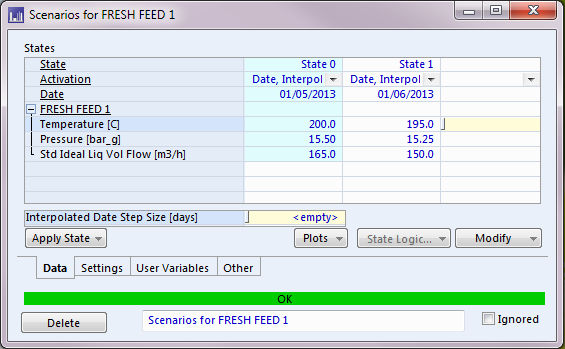 Scenarios for FRESH FEED 1
States
State State 0 State 1
Activation Date, Interpol Date, Interpol
Date 01/05/2013 01/06/2013
FRESH FEED 1
Temperature [C] 200.0 195.0
Pressure [bar_g] 15.50 15.25
Std Ideal Liq Vol Flow [m3/h] 165.0 150.0
Interpolated Date Step Size [days] <empty>
Apply State Plots State Logic... Modify
Data Settings User Variables Other
OK
Delete Scenarios for FRESH FEED 1 Ignored